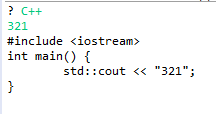 ? C++
321
#include <iostream>
int main() {
        std::cout << "321";
}